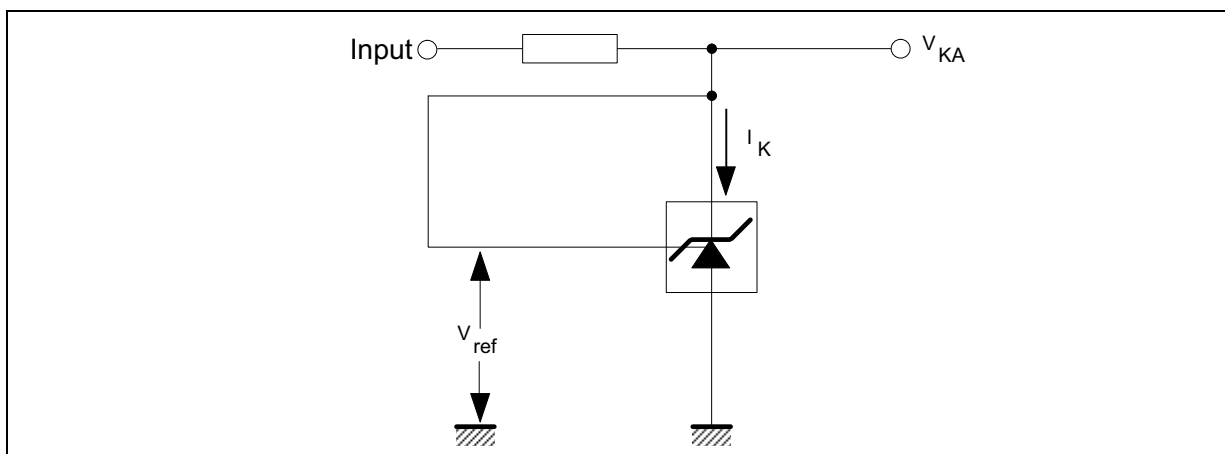 Input
V KA
I K
V ref